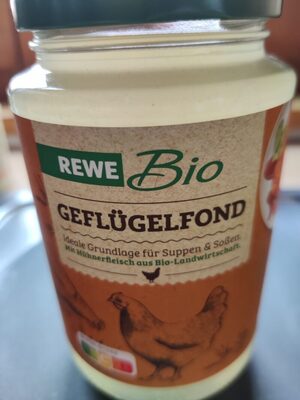 REWE Bio
GEFLÜGELFOND
Ideale Grundlage für Suppen & Soßen.
Mit Hühnerfleisch aus Bio-Landwirtschaft.